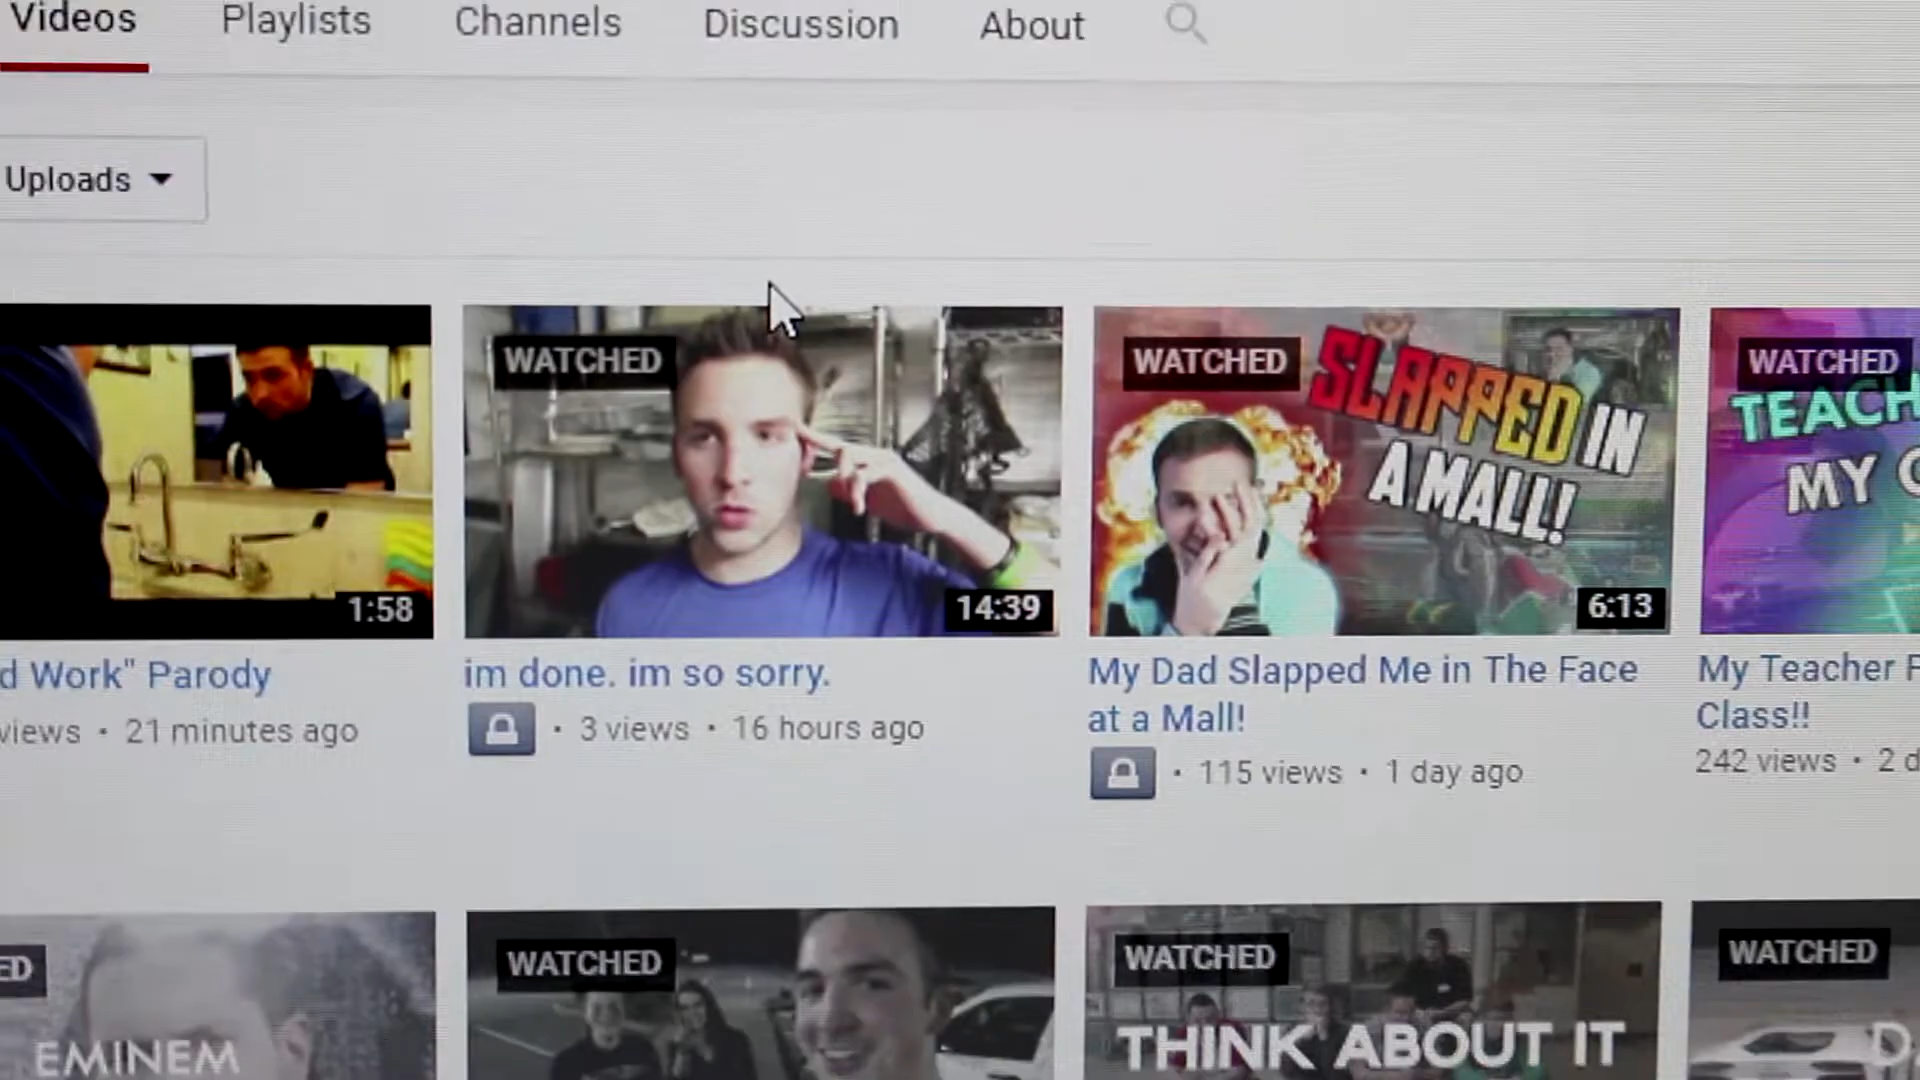 Videos Playlists Channels Discussion About
Uploads
1:58
d Work" Parody
views • 21 minutes ago
WATCHED
14:39
im done. im so sorry.
• 3 views • 16 hours ago
WATCHED
SLAPPED IN
A MALL!
6:13
My Dad Slapped Me in The Face
at a Mall!
• 115 views • 1 day ago
WATCHED
TEACH
MY
My Teacher
Class!!
242 views • 2 d
ED
EMINEM
WATCHED
WATCHED
THINK ABOUT IT
WATCHED